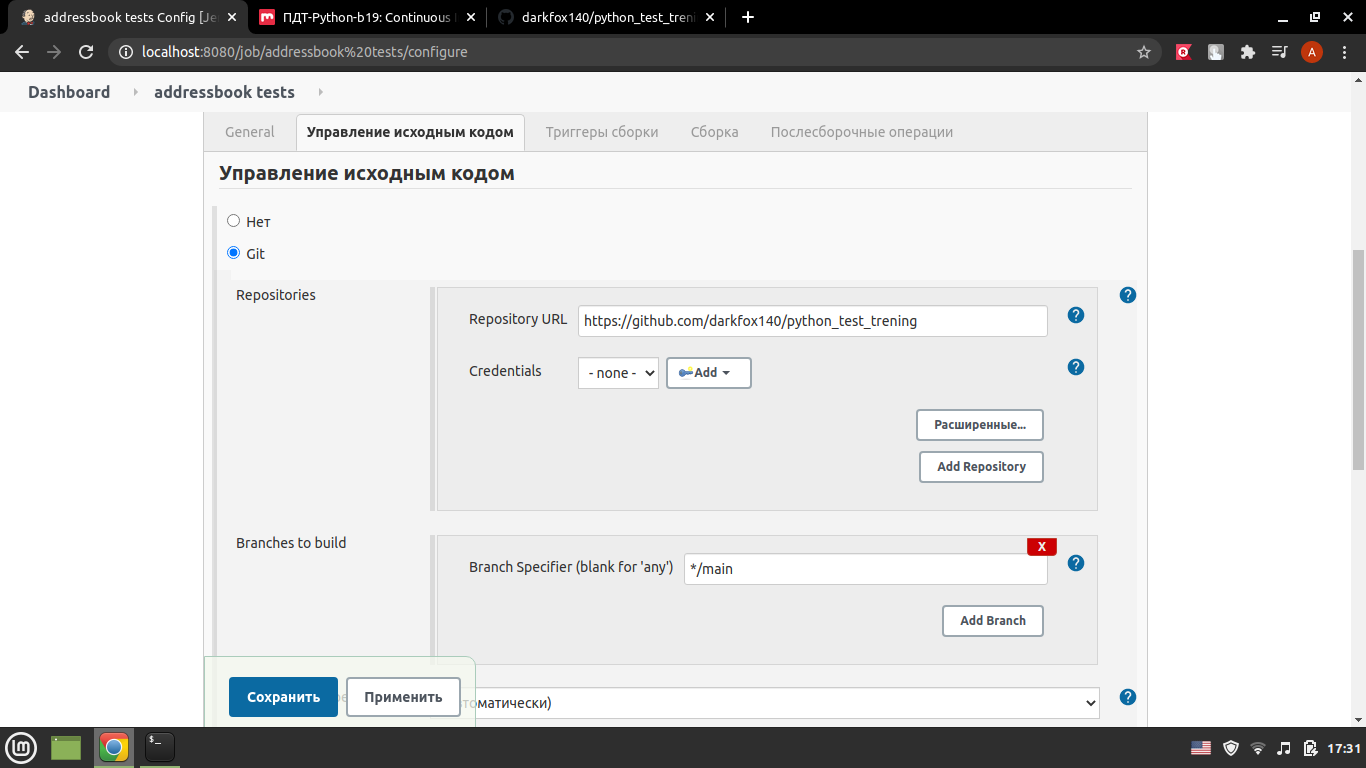 addressbook tests Config [Je
ПДТ-Python-b19: Continuous
darkfox140/python_test_treni
localhost:8080/job/addressbook%20tests/configure
A
Dashboard
addressbook tests
General
Управление исходным кодом
Триггеры сборки
Сборка
Послесборочные операции
Управление исходным кодом
Нет
Git
Repositories
?
Repository URL
https://github.com/darkfox140/python_test_trening
?
Credentials
- none -
Add
?
Расширенные...
Add Repository
Branches to build
X
Branch Specifier (blank for 'any')
*/main
?
Add Branch
Сохранить
Применить
томатически)
?
17:31